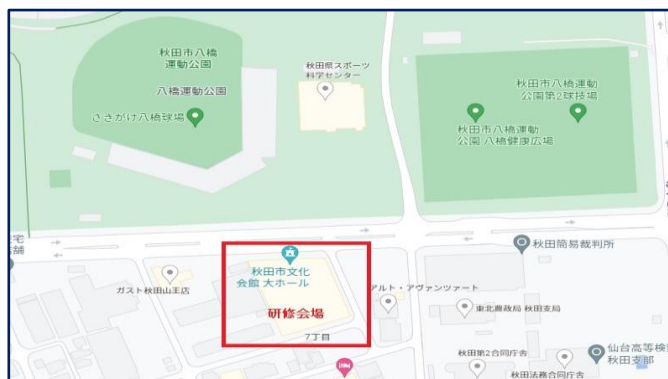 秋田市八橋
運動公園
八橋運動公園
さきがけ八橋球場
秋田県スポーツ
科学センター
秋田市八橋運動
公園第2球技場
秋田市八橋運動
公園 八橋健康広場
秋田市文化
会館 大ホール
研修会場
7丁目
ガスト秋田山王店
アルト・アヴァンツァート
秋田簡易裁判所
東北農政局 秋田支局
秋田第2合同庁舎
秋田法務合同庁舎
仙台高等検
秋田支部
宅
店舗